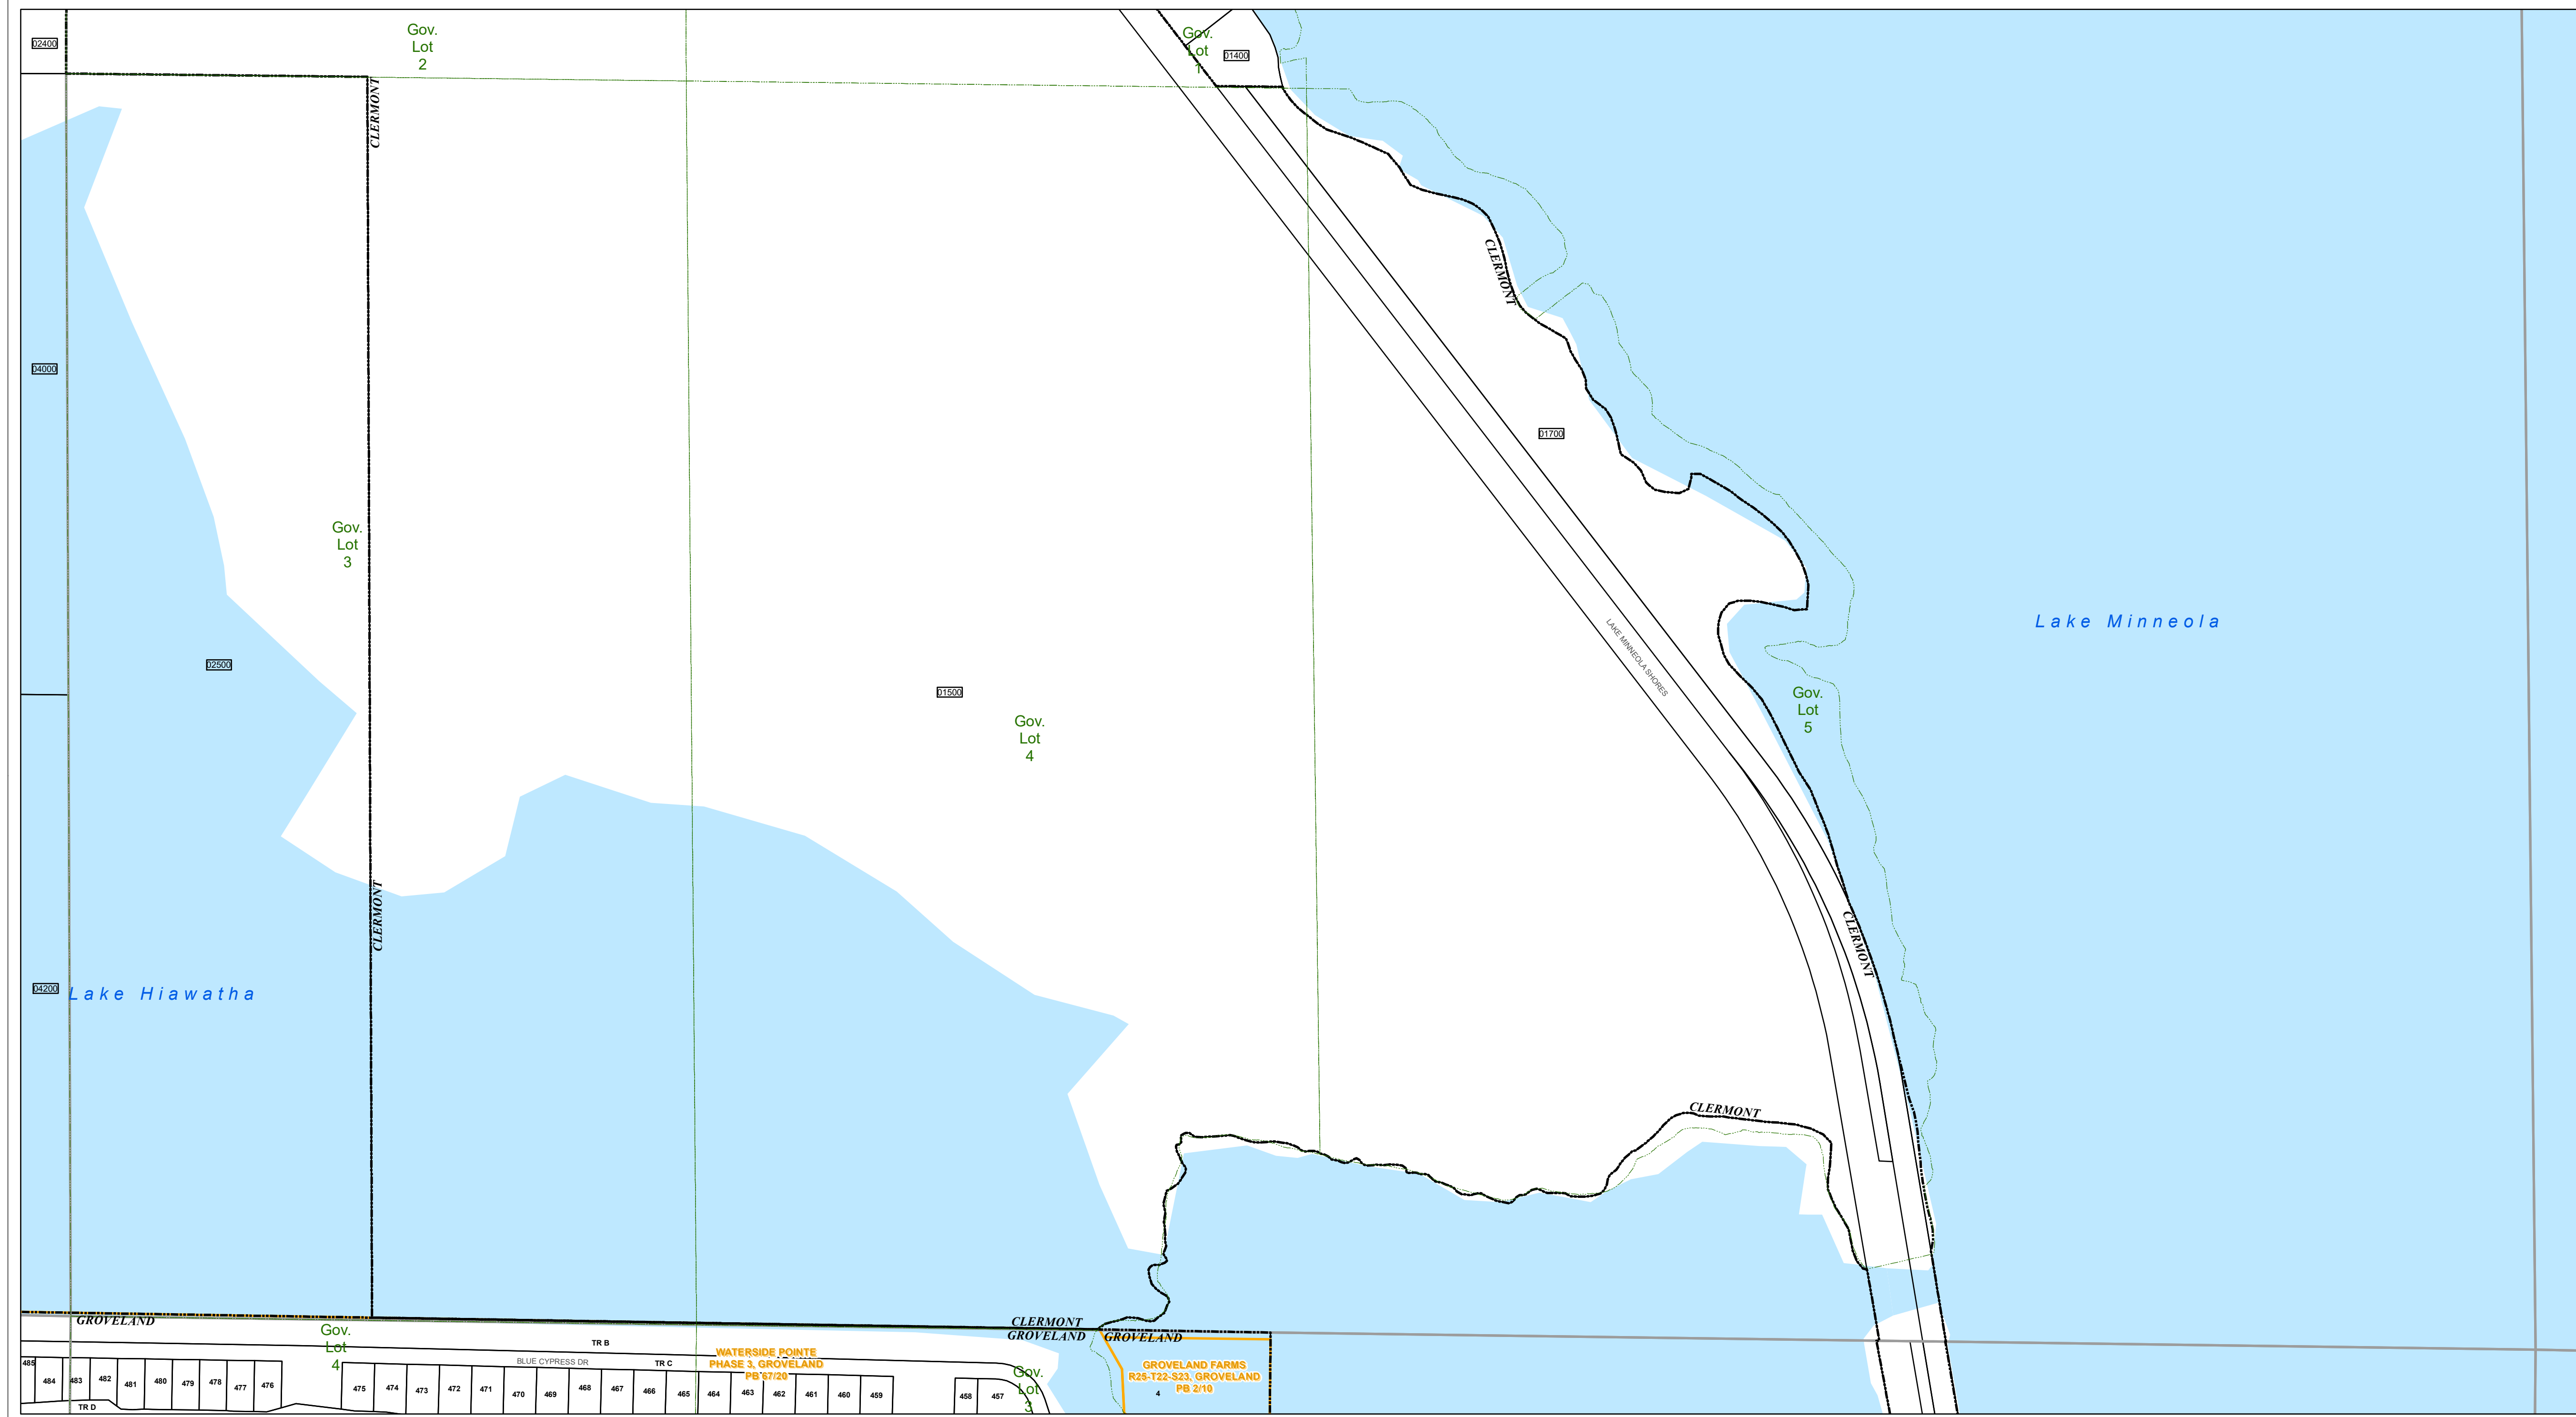 02400
Gov.
Lot
2
Gov.
Lot
1
01400
CLERMONT
CLERMONT
04000
01700
Gov.
Lot
3
Lake Minneola
LAKE MINNEOLA SHORES
02500
01500
Gov.
Lot
4
Gov.
Lot
5
CLERMONT
CLERMONT
04200
Lake Hiawatha
CLERMONT
GROVELAND
CLERMONT
GROVELAND
GROVELAND
Gov.
Lot
4
TR B
BLUE CYPRESS DR
TR C
WATERSIDE POINTE
PHASE 3, GROVELAND
PB 67/20
GROVELAND FARMS
R25-T22-S23, GROVELAND
PB 2/10
4
Gov.
Lot
3
485
484
483
482
481
480
479
478
477
476
475
474
473
472
471
470
469
468
467
466
465
464
463
462
461
460
459
458
457
TR D